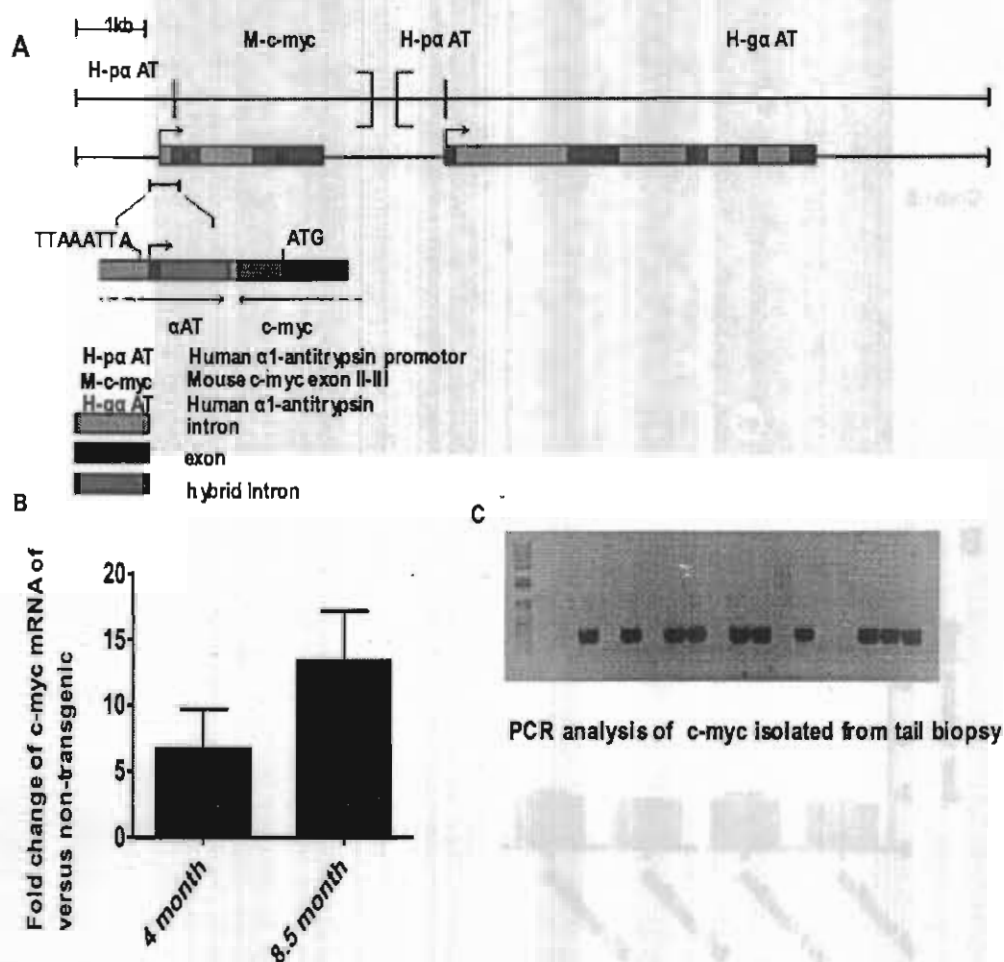 A
1kb
M-c-myc
H-pα AT
H-gα AT
H-pα AT
TTAAATTA
ATG
αAT
c-myc
H-pα AT Human α1-antitrypsin promotor
M-c-myc Mouse c-myc exon II-III
H-gα AT Human α1-antitrypsin
intron
exon
hybrid intron
B
Fold change of c-myc mRNA of
versus non-transgenic
20
15
10
5
0
4 month
8.5 month
C
PCR analysis of c-myc isolated from tail biopsy